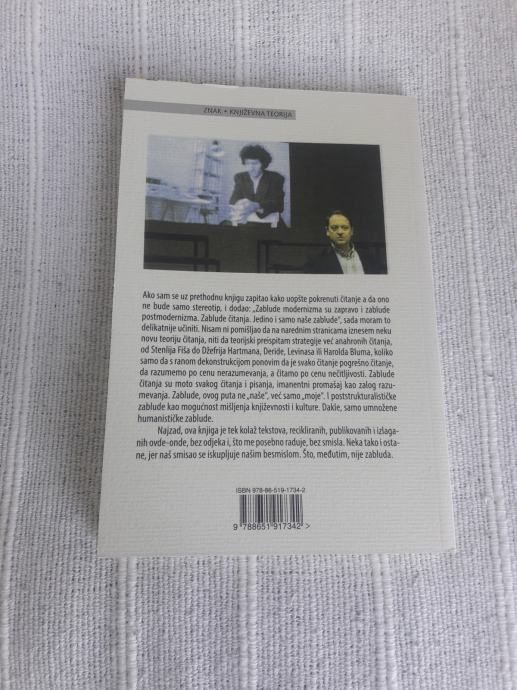 ZNAK • KNJIŽEVNA TEORIJA
Ako sam se uz prethodnu knjigu zapitao kako uopšte pokrenuti čitanje a da ono
ne bude samo stereotip, i dodao: „Zablude modernizma su zapravo i zablude
postmodernizma. Zablude čitanja. Jedino i samo naše zablude“, sada moram to
delikatnije učiniti. Nisam ni pomišljao da na narednim stranicama iznesem neku
novu teoriju čitanja, niti da teorijski preispitam strategije već anahronih čitanja,
od Stenlija Fiša do Džefrija Hartmana, Deride, Levinasa ili Harolda Bluma, koliko
samo da s ranom dekonstrukcijom ponovim da je svako čitanje pogrešno čitanje,
da razumemo po cenu nerazumevanja, a čitamo po cenu nečitljivosti. Zablude
čitanja su moto svakog čitanja i pisanja, imanentni promašaj kao zalog razu-
mevanja. Zablude, ovog puta ne „naše“, već samo „moje“. I poststrukturalističke
zablude kao mogućnost mišljenja književnosti i kulture. Dakle, samo umnožene
humanističke zablude.
Najzad, ova knjiga je tek kolaž tekstova, recikliranih, publikovanih i izlaga-
nih ovde-onde, bez odjeka i, što me posebno raduje, bez smisla. Neka tako i osta-
ne, jer naš smisao se iskupljuje našim besmislom. Što, međutim, nije zabluda.
ISBN 978-86-519-1734-2
9 788651 917342 >